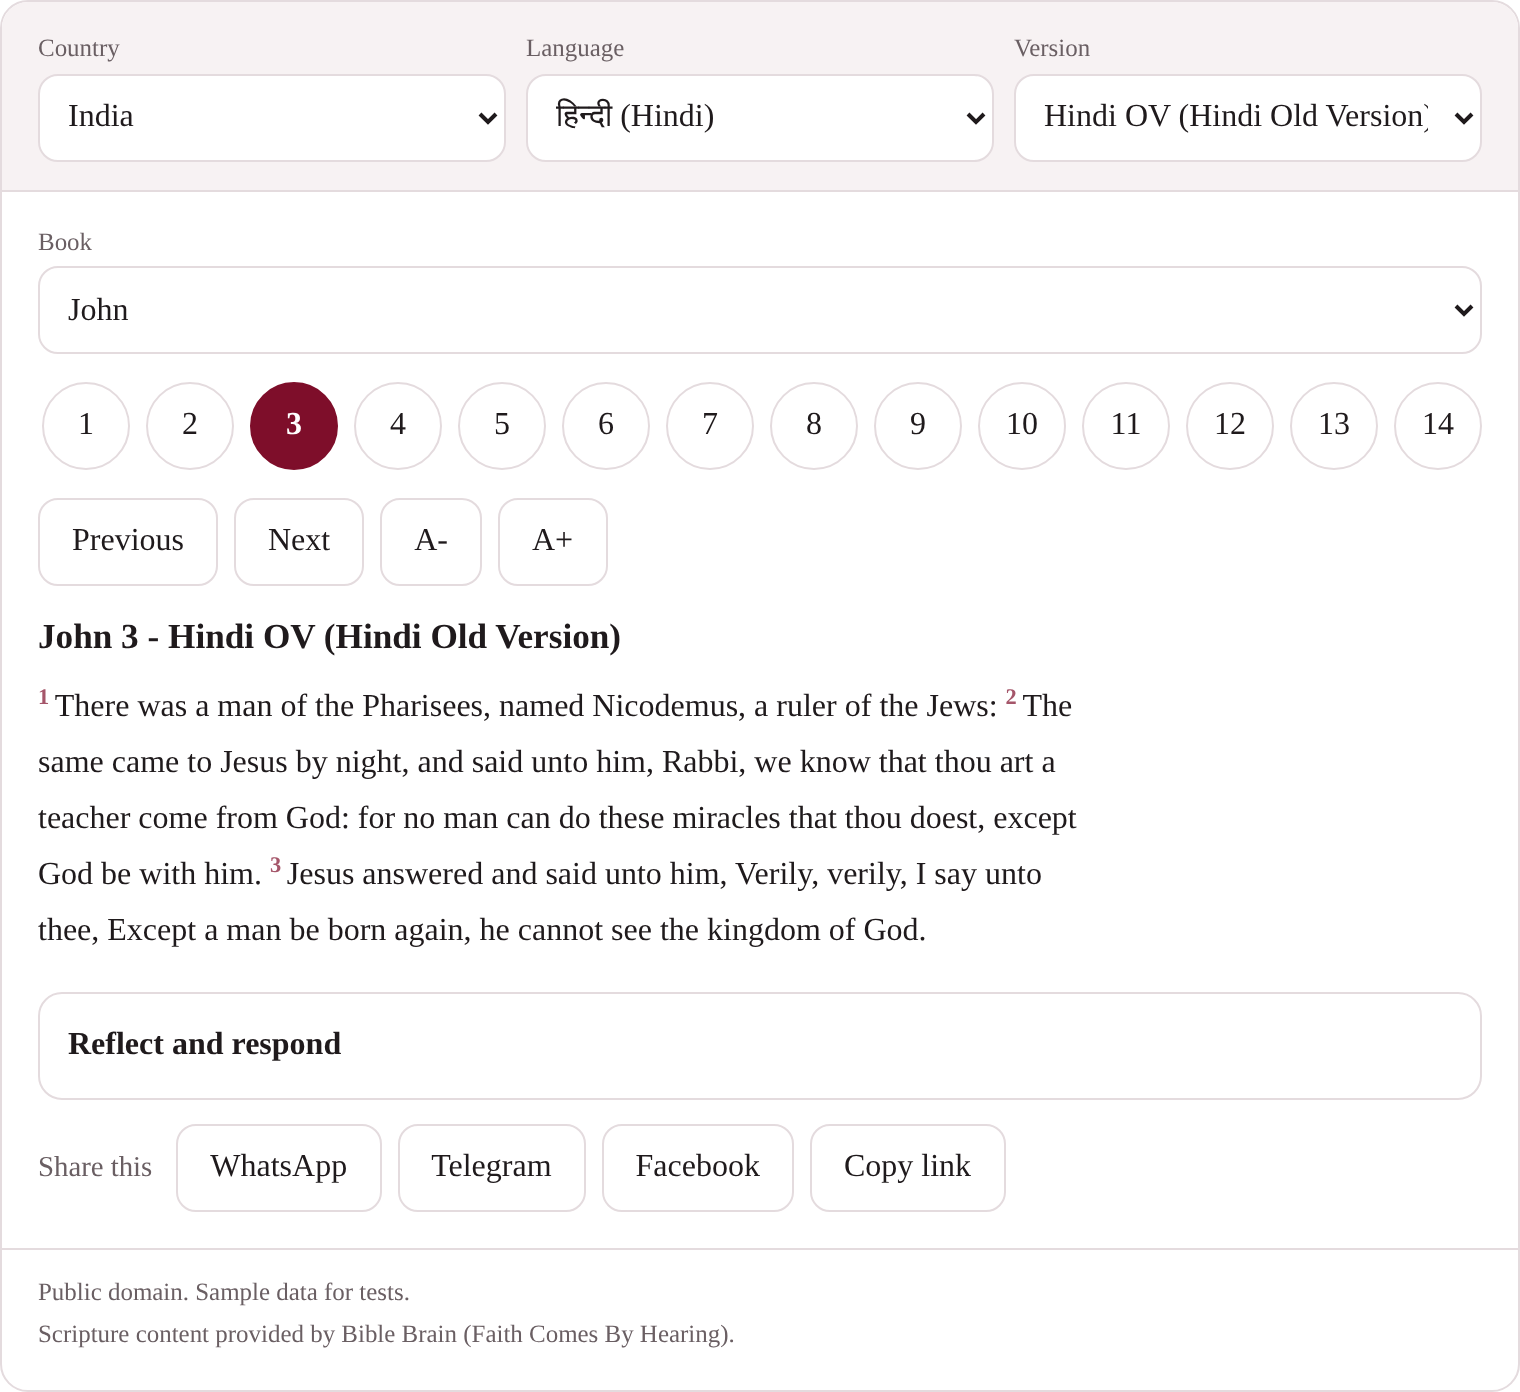 Country
Language
Version
India
हिन्दी (Hindi)
Hindi OV (Hindi Old Version)
Book
John
1 2 3 4 5 6 7 8 9 10 11 12 13 14
Previous Next A- A+
John 3 - Hindi OV (Hindi Old Version)
1 There was a man of the Pharisees, named Nicodemus, a ruler of the Jews: 2 The
same came to Jesus by night, and said unto him, Rabbi, we know that thou art a
teacher come from God: for no man can do these miracles that thou doest, except
God be with him. 3 Jesus answered and said unto him, Verily, verily, I say unto
thee, Except a man be born again, he cannot see the kingdom of God.
Reflect and respond
Share this WhatsApp Telegram Facebook Copy link
Public domain. Sample data for tests.
Scripture content provided by Bible Brain (Faith Comes By Hearing).